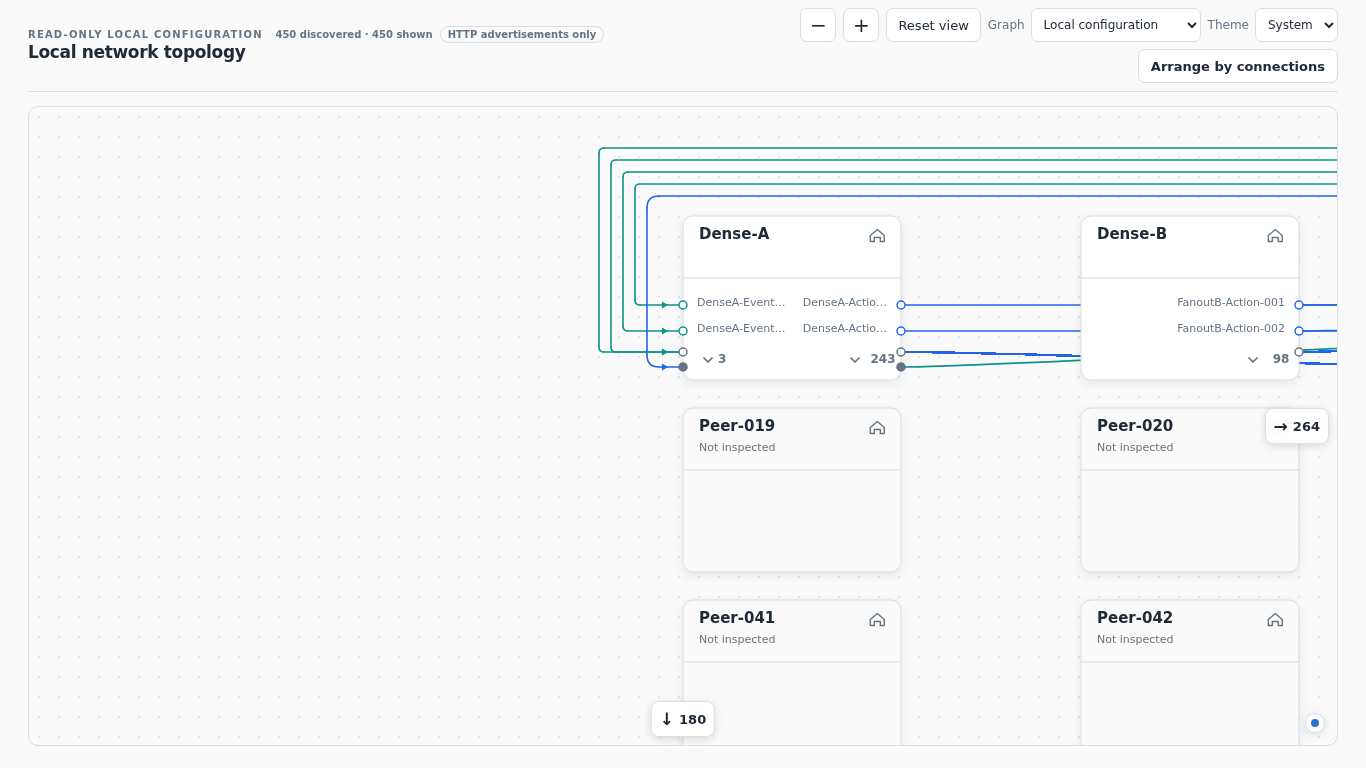 READ-ONLY LOCAL CONFIGURATION 450 discovered · 450 shown HTTP advertisements only
Local network topology
− + Reset view Graph Local configuration Theme System
Arrange by connections
Dense-A
DenseA-Event… DenseA-Actio…
DenseA-Event… DenseA-Actio…
3 243
Dense-B
FanoutB-Action-001
FanoutB-Action-002
98
Peer-019
Not inspected
Peer-020
Not inspected
→ 264
Peer-041
Not inspected
Peer-042
Not inspected
↓ 180